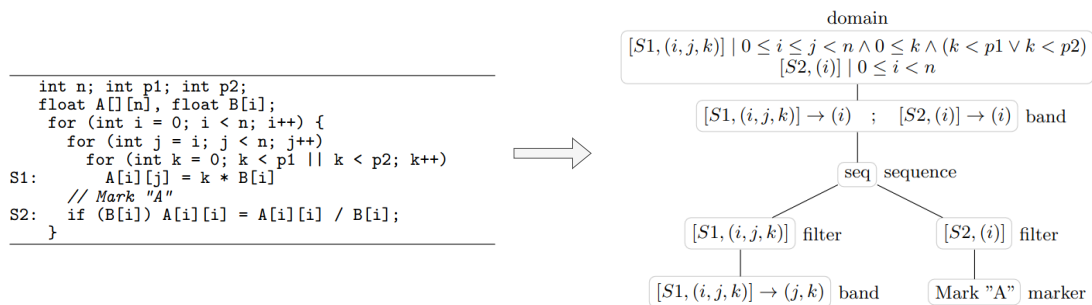 int n; int p1; int p2;
float A[][n], float B[i];
for (int i = 0; i < n; i++) {
for (int j = i; j < n; j++)
for (int k = 0; k < p1 || k < p2; k++)
S1: A[i][j] = k * B[i]
// Mark "A"
S2: if (B[i]) A[i][i] = A[i][i] / B[i];
}
domain
[S1, (i, j, k)] | 0 ≤ i ≤ j < n ∧ 0 ≤ k ∧ (k < p1 ∨ k < p2)
[S2, (i)] | 0 ≤ i < n
[S1, (i, j, k)] → (i) ; [S2, (i)] → (i) band
seq sequence
[S1, (i, j, k)] filter [S2, (i)] filter
[S1, (i, j, k)] → (j, k) band Mark "A" marker